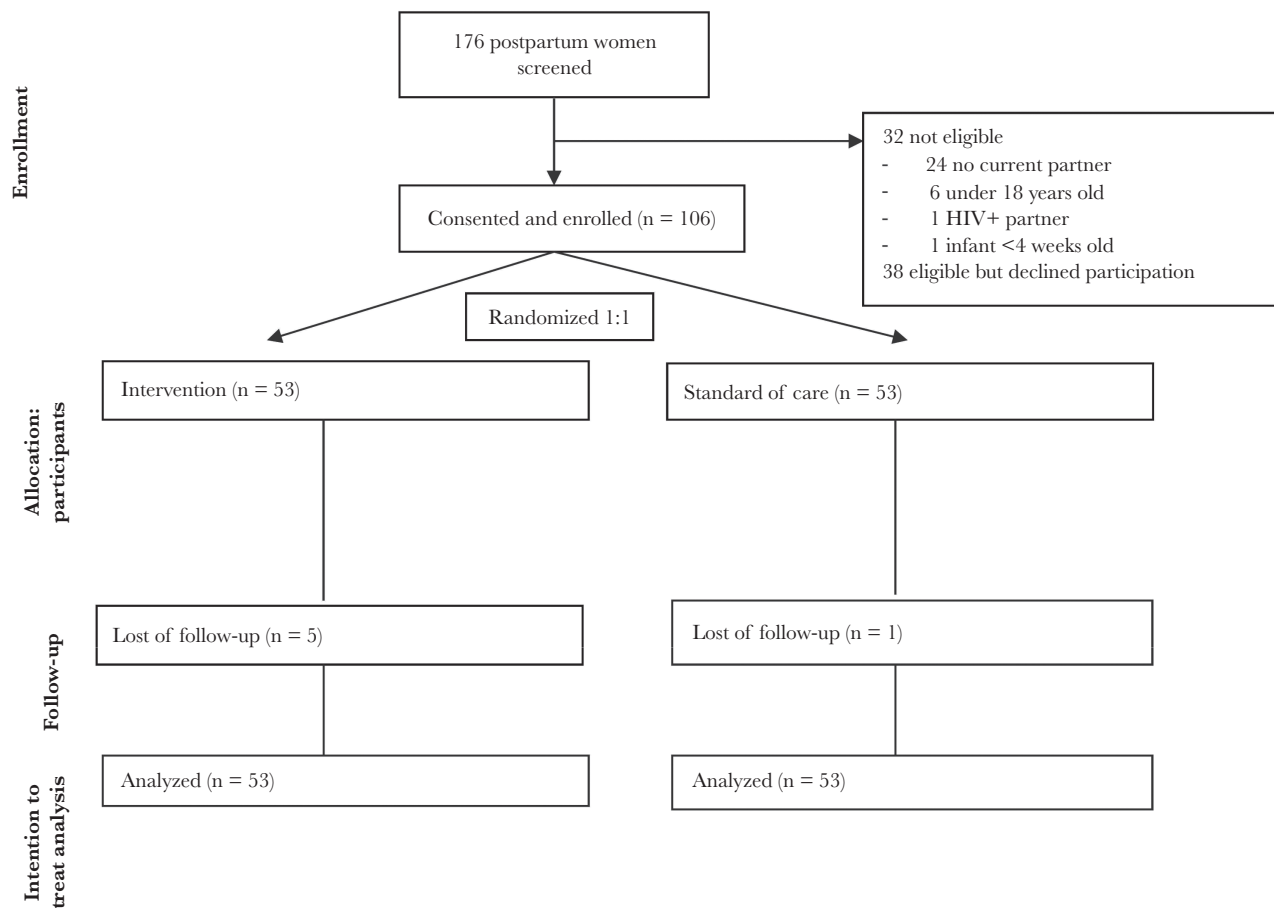 176 postpartum women
screened
Enrollment
32 not eligible
- 24 no current partner
- 6 under 18 years old
- 1 HIV+ partner
- 1 infant <4 weeks old
38 eligible but declined participation
Consented and enrolled (n = 106)
Randomized 1:1
Allocation:
participants
Intervention (n = 53)
Standard of care (n = 53)
Follow-up
Lost of follow-up (n = 5)
Lost of follow-up (n = 1)
Intention to
treat analysis
Analyzed (n = 53)
Analyzed (n = 53)